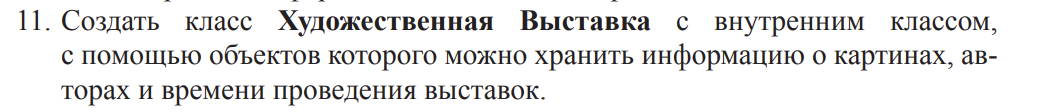 11. Создать класс Художественная Выставка с внутренним классом,
с помощью объектов которого можно хранить информацию о картинах, ав-
торах и времени проведения выставок.